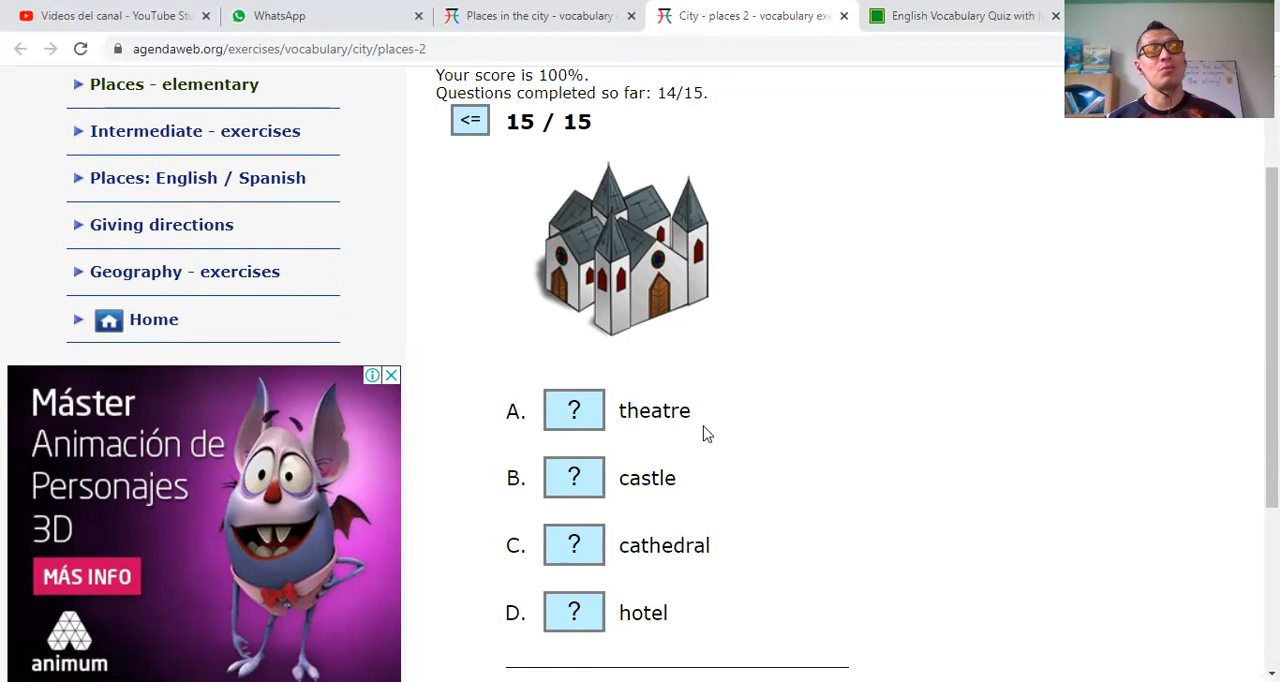 Videos del canal - YouTube Stu
WhatsApp
Places in the city - vocabulary
City - places 2 - vocabulary exe
English Vocabulary Quiz with
agendaweb.org/exercises/vocabulary/city/places-2
Places - elementary
Intermediate - exercises
Places: English / Spanish
Giving directions
Geography - exercises
Home
Máster
Animación de
Personajes
3D
MÁS INFO
animum
Your score is 100%.
Questions completed so far: 14/15.
<= 15 / 15
A. ? theatre
B. ? castle
C. ? cathedral
D. ? hotel